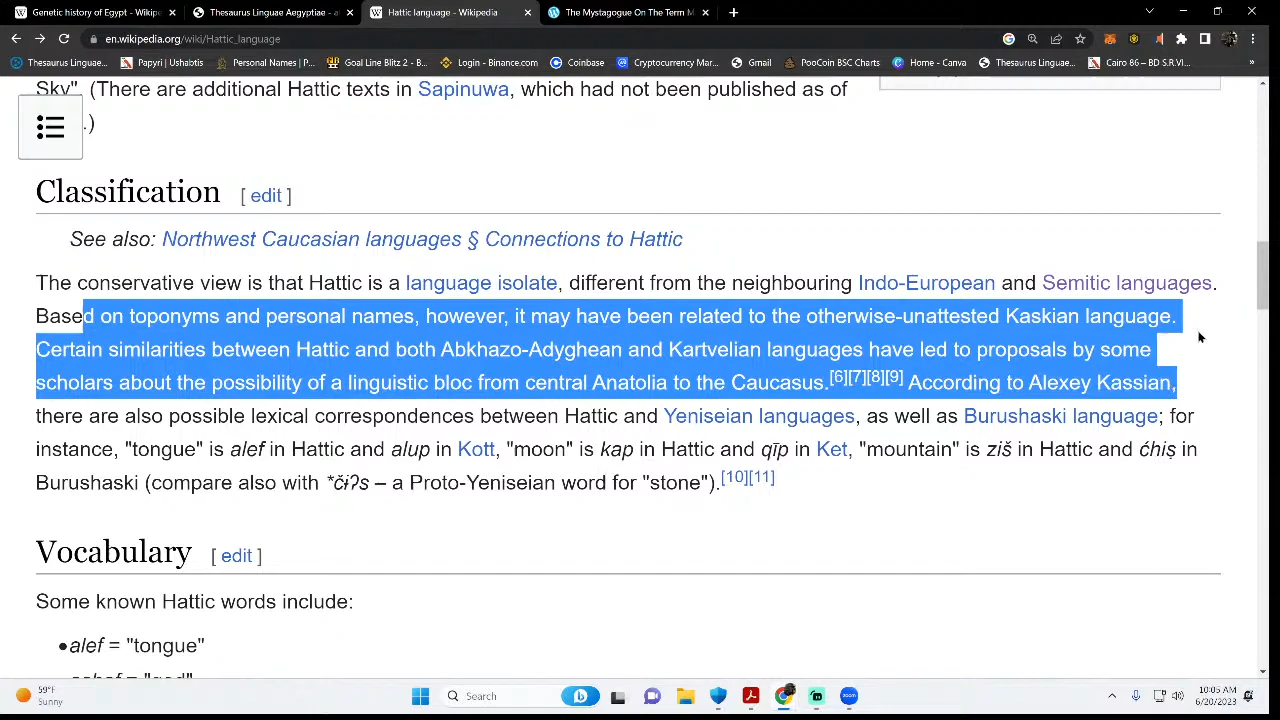 Genetic history of Egypt - Wikipe
Thesaurus Linguae Aegyptiae - a
Hattic language - Wikipedia
The Mystagogue On The Term M
en.wikipedia.org/wiki/Hattic_language
Thesaurus Linguae...
Papyri | Ushabtis
Personal Names | P...
Goal Line Blitz 2 - B...
Login - Binance.com
Coinbase
Cryptocurrency Mar...
Gmail
PooCoin BSC Charts
Home - Canva
Thesaurus Linguae...
Cairo 86 – BD S.R.VI...
Sky". (There are additional Hattic texts in Sapinuwa, which had not been published as of
.)
Classification [ edit ]
See also: Northwest Caucasian languages § Connections to Hattic
The conservative view is that Hattic is a language isolate, different from the neighbouring Indo-European and Semitic languages.
Based on toponyms and personal names, however, it may have been related to the otherwise-unattested Kaskian language.
Certain similarities between Hattic and both Abkhazo-Adyghean and Kartvelian languages have led to proposals by some
scholars about the possibility of a linguistic bloc from central Anatolia to the Caucasus.[6][7][8][9] According to Alexey Kassian,
there are also possible lexical correspondences between Hattic and Yeniseian languages, as well as Burushaski language; for
instance, "tongue" is alef in Hattic and alup in Kott, "moon" is kap in Hattic and qīp in Ket, "mountain" is ziš in Hattic and ćhiṣ in
Burushaski (compare also with *čɨʔs – a Proto-Yeniseian word for "stone").[10][11]
Vocabulary [ edit ]
Some known Hattic words include:
•alef = "tongue"
59°F
Sunny
Search
10:05 AM
6/20/2023